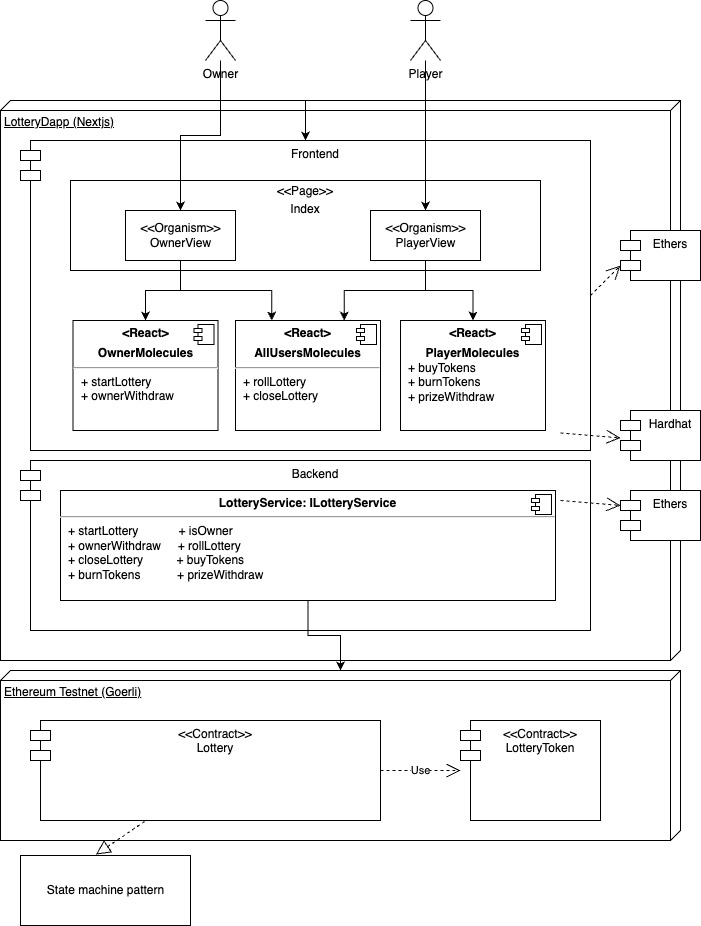 Owner
Player
LotteryDapp (Nextjs)
Frontend
<<Page>>
Index
<<Organism>>
OwnerView
<<Organism>>
PlayerView
Ethers
<React>
OwnerMolecules
+ startLottery
+ ownerWithdraw
<React>
AllUsersMolecules
+ rollLottery
+ closeLottery
<React>
PlayerMolecules
+ buyTokens
+ burnTokens
+ prizeWithdraw
Hardhat
Backend
LotteryService: ILotteryService
+ startLottery
+ ownerWithdraw
+ closeLottery
+ burnTokens
+ isOwner
+ rollLottery
+ buyTokens
+ prizeWithdraw
Ethers
Ethereum Testnet (Goerli)
<<Contract>>
Lottery
Use
<<Contract>>
LotteryToken
State machine pattern